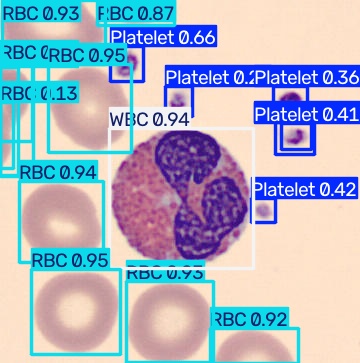 RBC 0.93
RBC 0.87
Platelet 0.66
RBC 0.95
Platelet 0.36
0.13
Platelet 0.41
WBC 0.94
RBC 0.94
Platelet 0.42
RBC 0.95
RBC 0.93
RBC 0.92